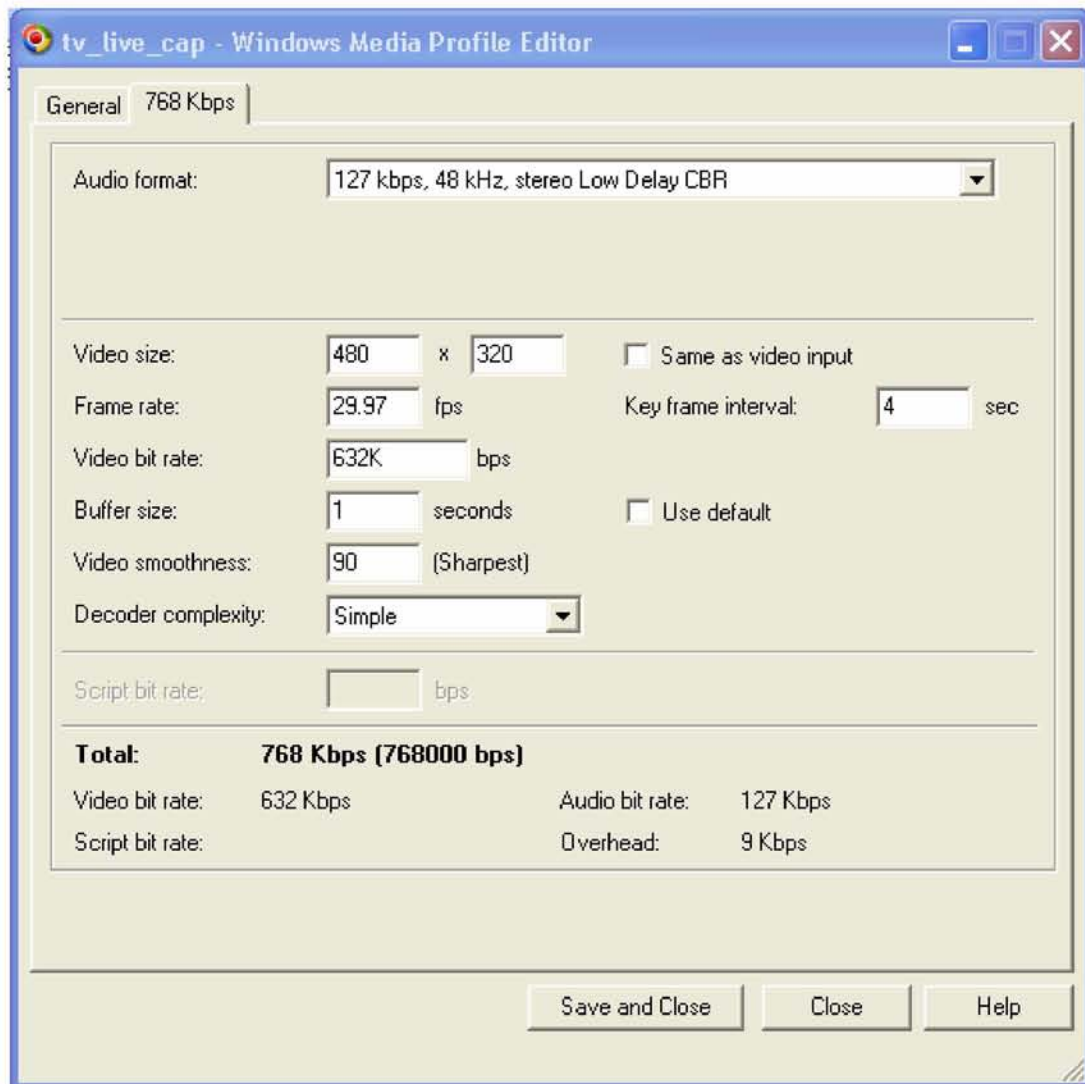 tv_live_cap - Windows Media Profile Editor
General 768 Kbps
Audio format: 127 kbps, 48 kHz, stereo Low Delay CBR
Video size: 480 x 320 Same as video input
Frame rate: 29.97 fps Key frame interval: 4 sec
Video bit rate: 632K bps
Buffer size: 1 seconds Use default
Video smoothness: 90 (Sharpest)
Decoder complexity: Simple
Script bit rate: bps
Total: 768 Kbps (768000 bps)
Video bit rate: 632 Kbps Audio bit rate: 127 Kbps
Script bit rate: Overhead: 9 Kbps
Save and Close Close Help